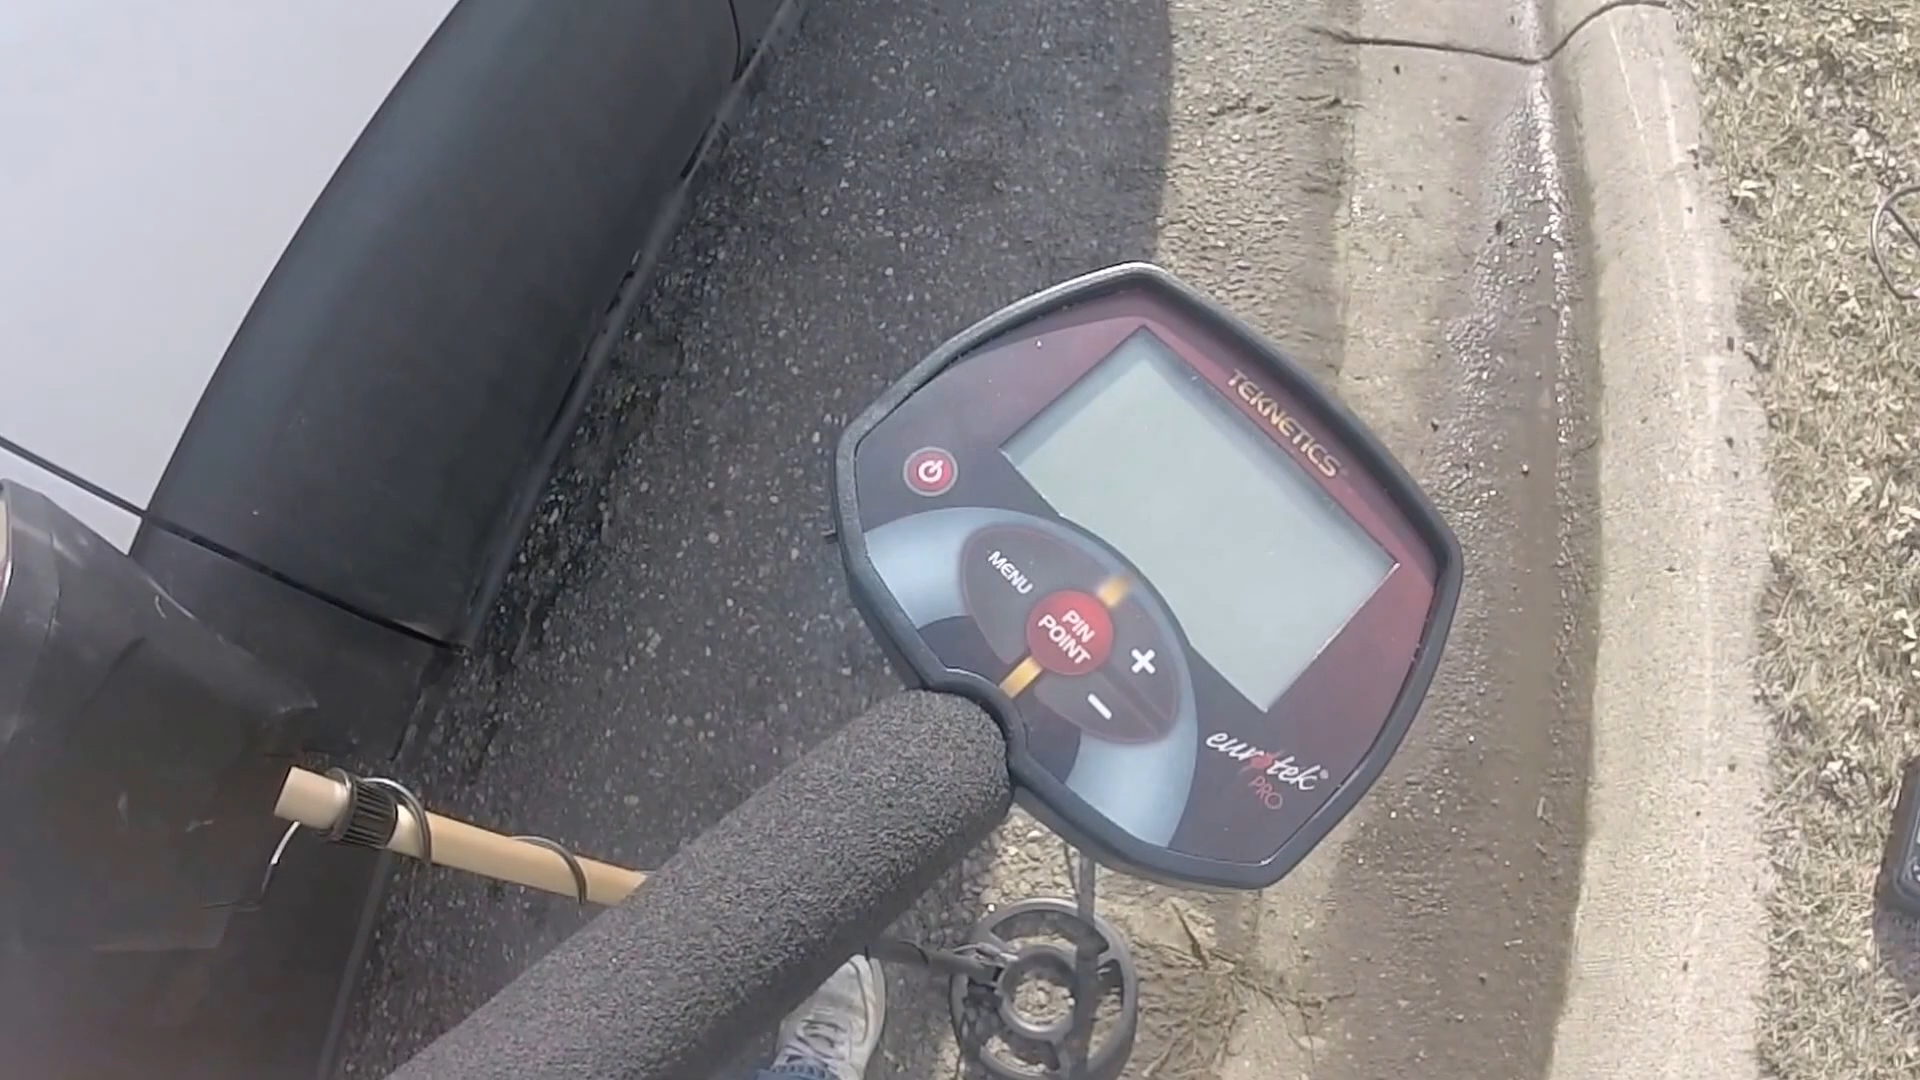 TEKNETICS
MENU
PIN
POINT
+
-
eurotek®
PRO